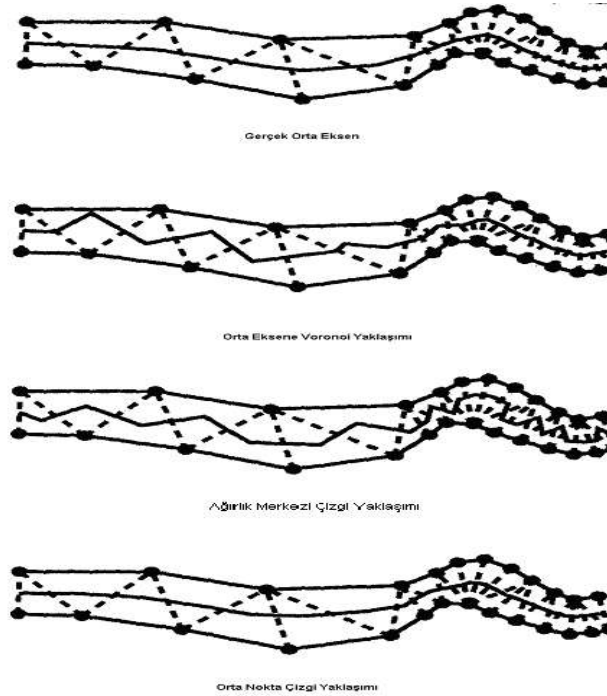 Gerçek Orta Eksen
Orta Eksene Voronoi Yaklaşımı
Ağırlık Merkezi Çizgi Yaklaşımı
Orta Nokta Çizgi Yaklaşımı